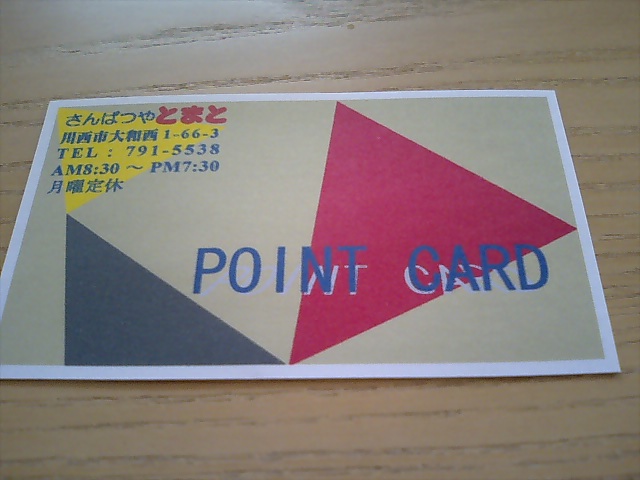 さんぱつやとまと
川西市大和西1-66-3
TEL : 791-5538
AM8:30 ～ PM7:30
月曜定休
POINT CARD